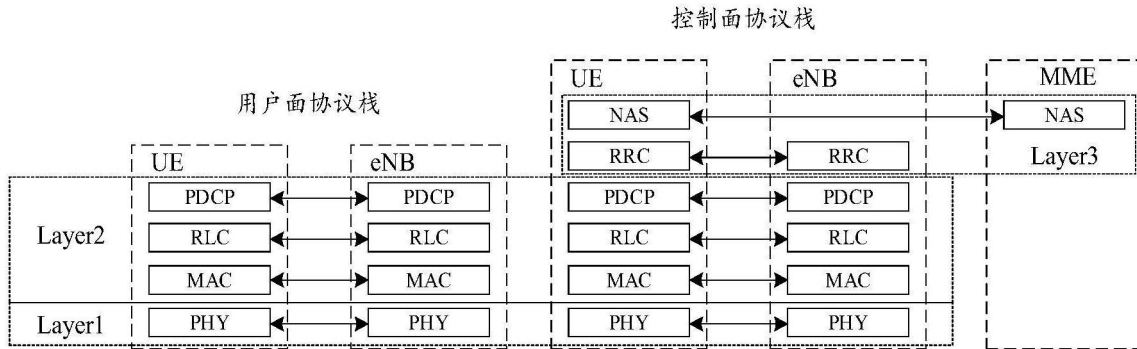 控制面协议栈
用户面协议栈
UE eNB MME
NAS NAS
UE eNB RRC RRC Layer3
PDCP PDCP PDCP PDCP
Layer2 RLC RLC RLC RLC
MAC MAC MAC MAC
Layer1 PHY PHY PHY PHY